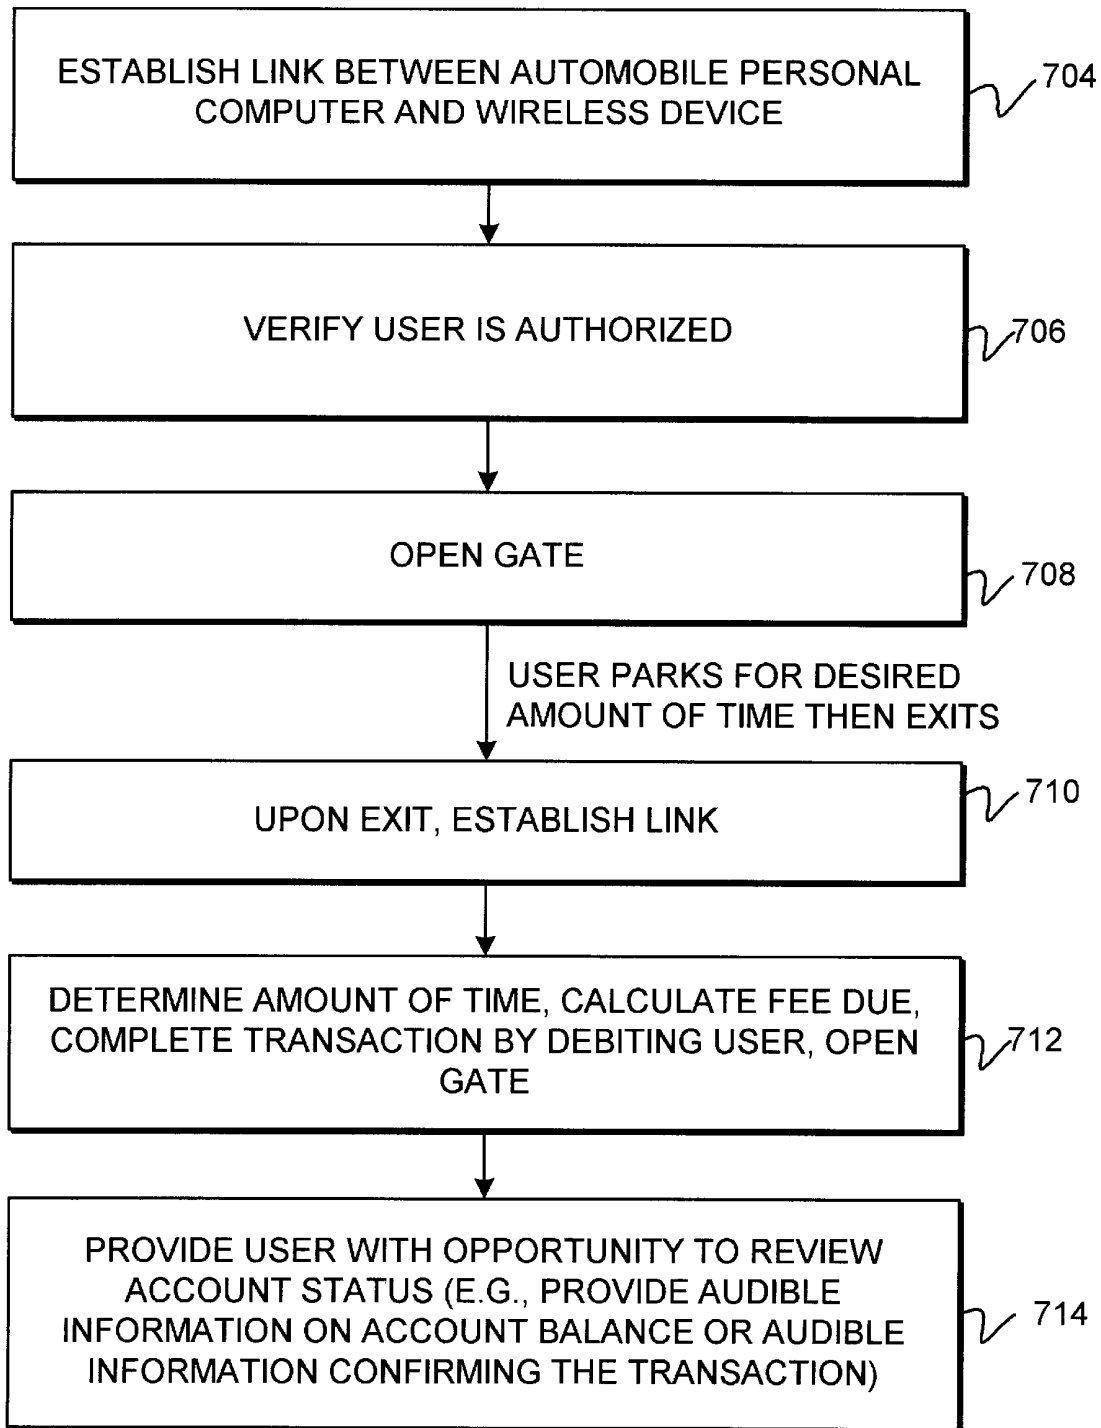 ESTABLISH LINK BETWEEN AUTOMOBILE PERSONAL
COMPUTER AND WIRELESS DEVICE
704
VERIFY USER IS AUTHORIZED
706
OPEN GATE
708
USER PARKS FOR DESIRED
AMOUNT OF TIME THEN EXITS
UPON EXIT, ESTABLISH LINK
710
DETERMINE AMOUNT OF TIME, CALCULATE FEE DUE,
COMPLETE TRANSACTION BY DEBITING USER, OPEN
GATE
712
PROVIDE USER WITH OPPORTUNITY TO REVIEW
ACCOUNT STATUS (E.G., PROVIDE AUDIBLE
INFORMATION ON ACCOUNT BALANCE OR AUDIBLE
INFORMATION CONFIRMING THE TRANSACTION)
714